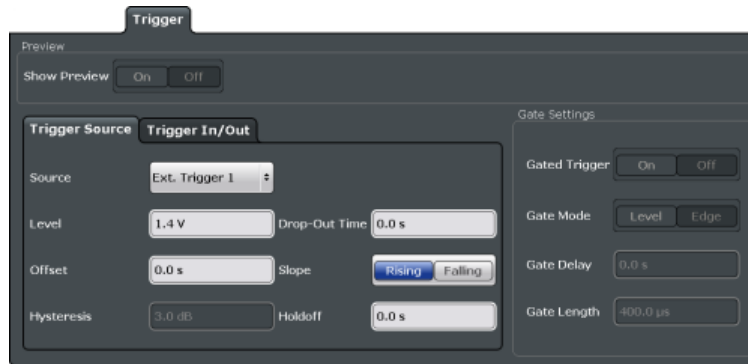 Trigger
Preview
Show Preview On Off
Trigger Source Trigger In/Out
Source Ext. Trigger 1
Level 1.4 V Drop-Out Time 0.0 s
Offset 0.0 s Slope Rising Falling
Hysteresis 3.0 dB Holdoff 0.0 s
Gate Settings
Gated Trigger On Off
Gate Mode Level Edge
Gate Delay 0.0 s
Gate Length 400.0 µs